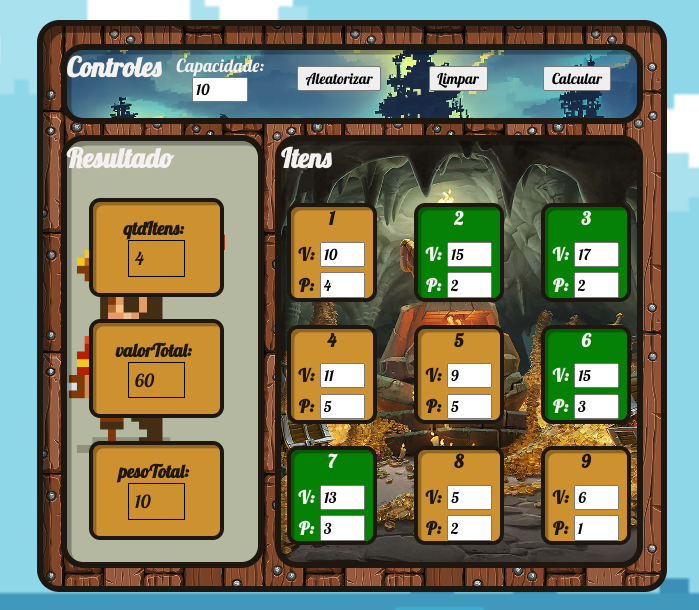 Controles
Capacidade:
10
Aleatorizar
Limpar
Calcular
Resultado
qtdItens:
4
valorTotal:
60
pesoTotal:
10
Itens
1
V: 10
P: 4
2
V: 15
P: 2
3
V: 17
P: 2
4
V: 11
P: 5
5
V: 9
P: 5
6
V: 15
P: 3
7
V: 13
P: 3
8
V: 5
P: 2
9
V: 6
P: 1